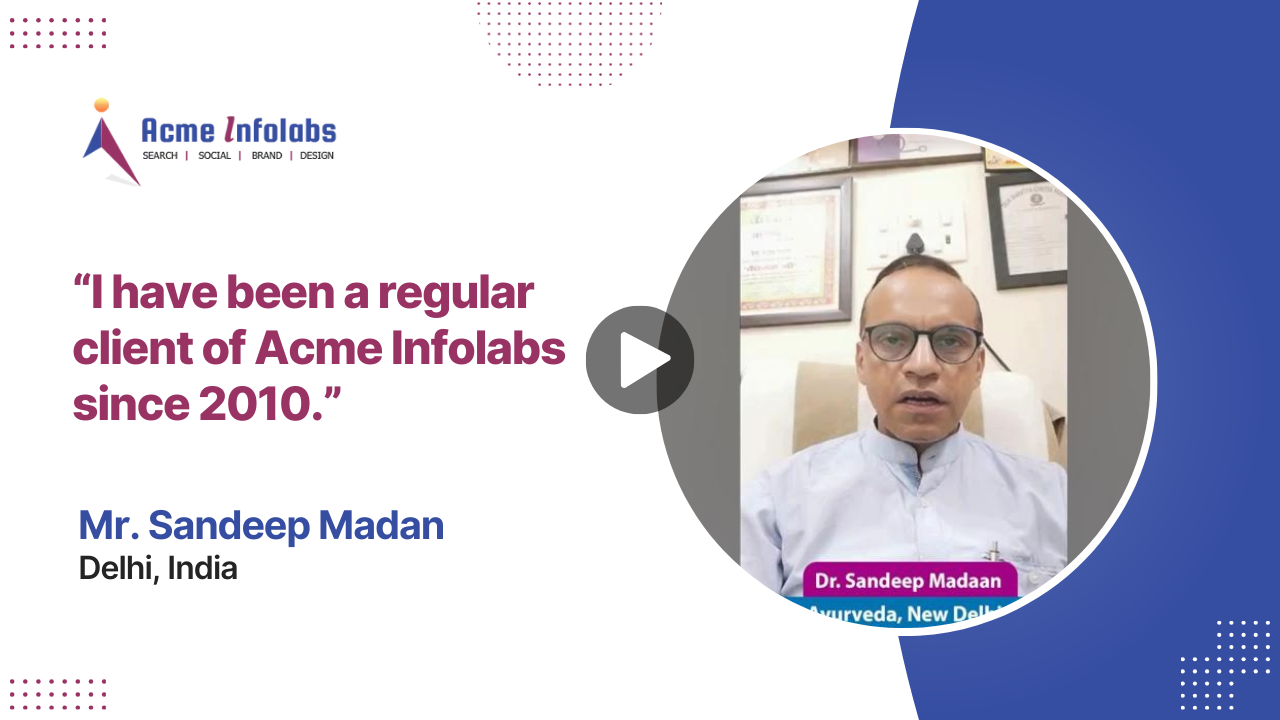 Acme Infolabs
SEARCH | SOCIAL | BRAND | DESIGN
“I have been a regular
client of Acme Infolabs
since 2010.”
Mr. Sandeep Madan
Delhi, India
Dr. Sandeep Madaan
Ayurveda, New Delhi